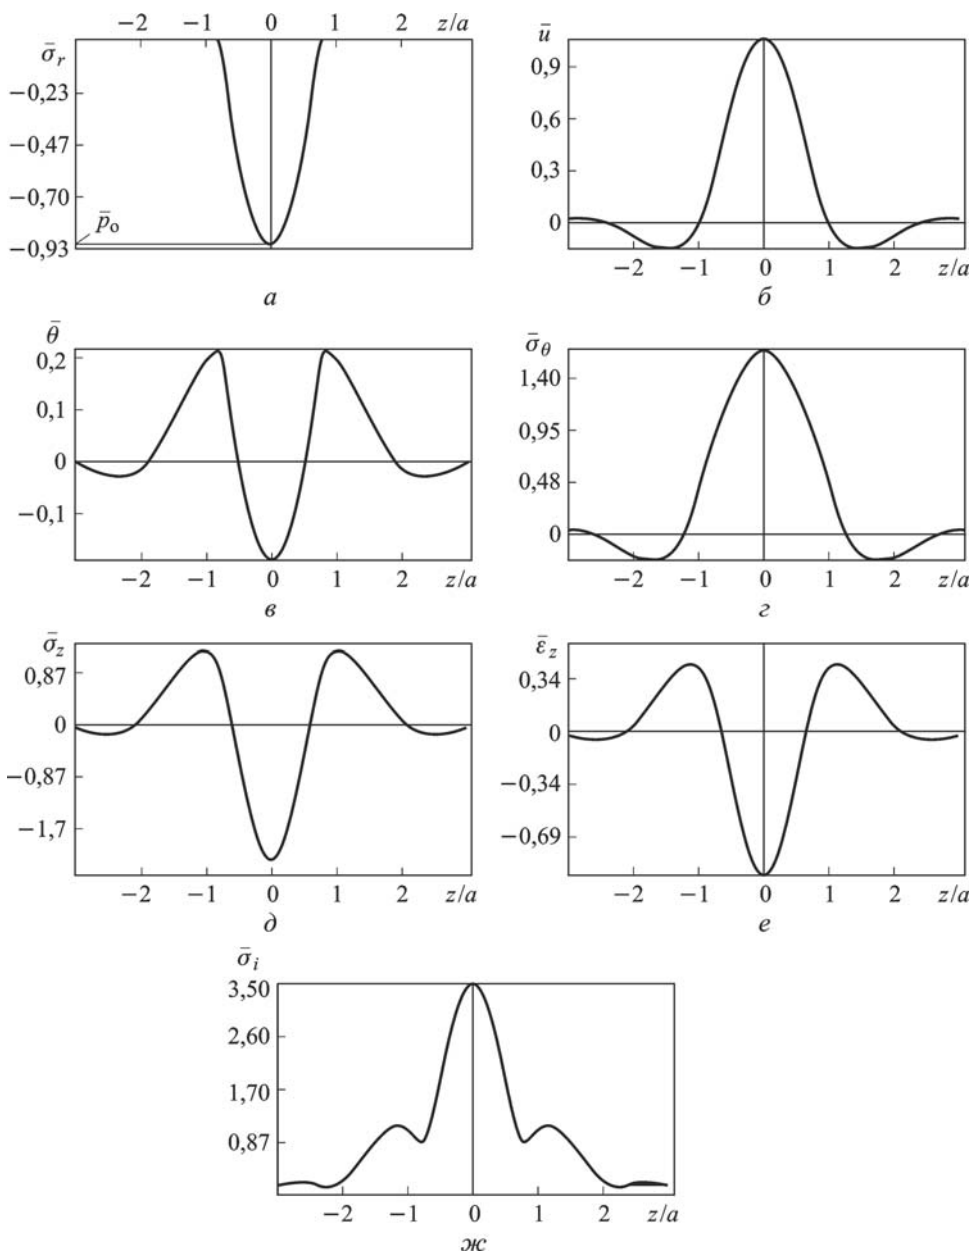 −2 −1 0 1 2 z/a
σ̄r
−0,23
−0,47
−0,70
p̄o
−0,93
а
ū
0,9
0,6
0,3
0
−2 −1 0 1 2 z/a
б
θ̄
0,2
0,1
0
−0,1
−2 −1 0 1 2 z/a
в
σ̄θ
1,40
0,95
0,48
0
−2 −1 0 1 2 z/a
г
σ̄z
0,87
0
−0,87
−1,7
−2 −1 0 1 2 z/a
д
ε̄z
0,34
0
−0,34
−0,69
−2 −1 0 1 2 z/a
е
σ̄i
3,50
2,60
1,70
0,87
−2 −1 0 1 2 z/a
ж